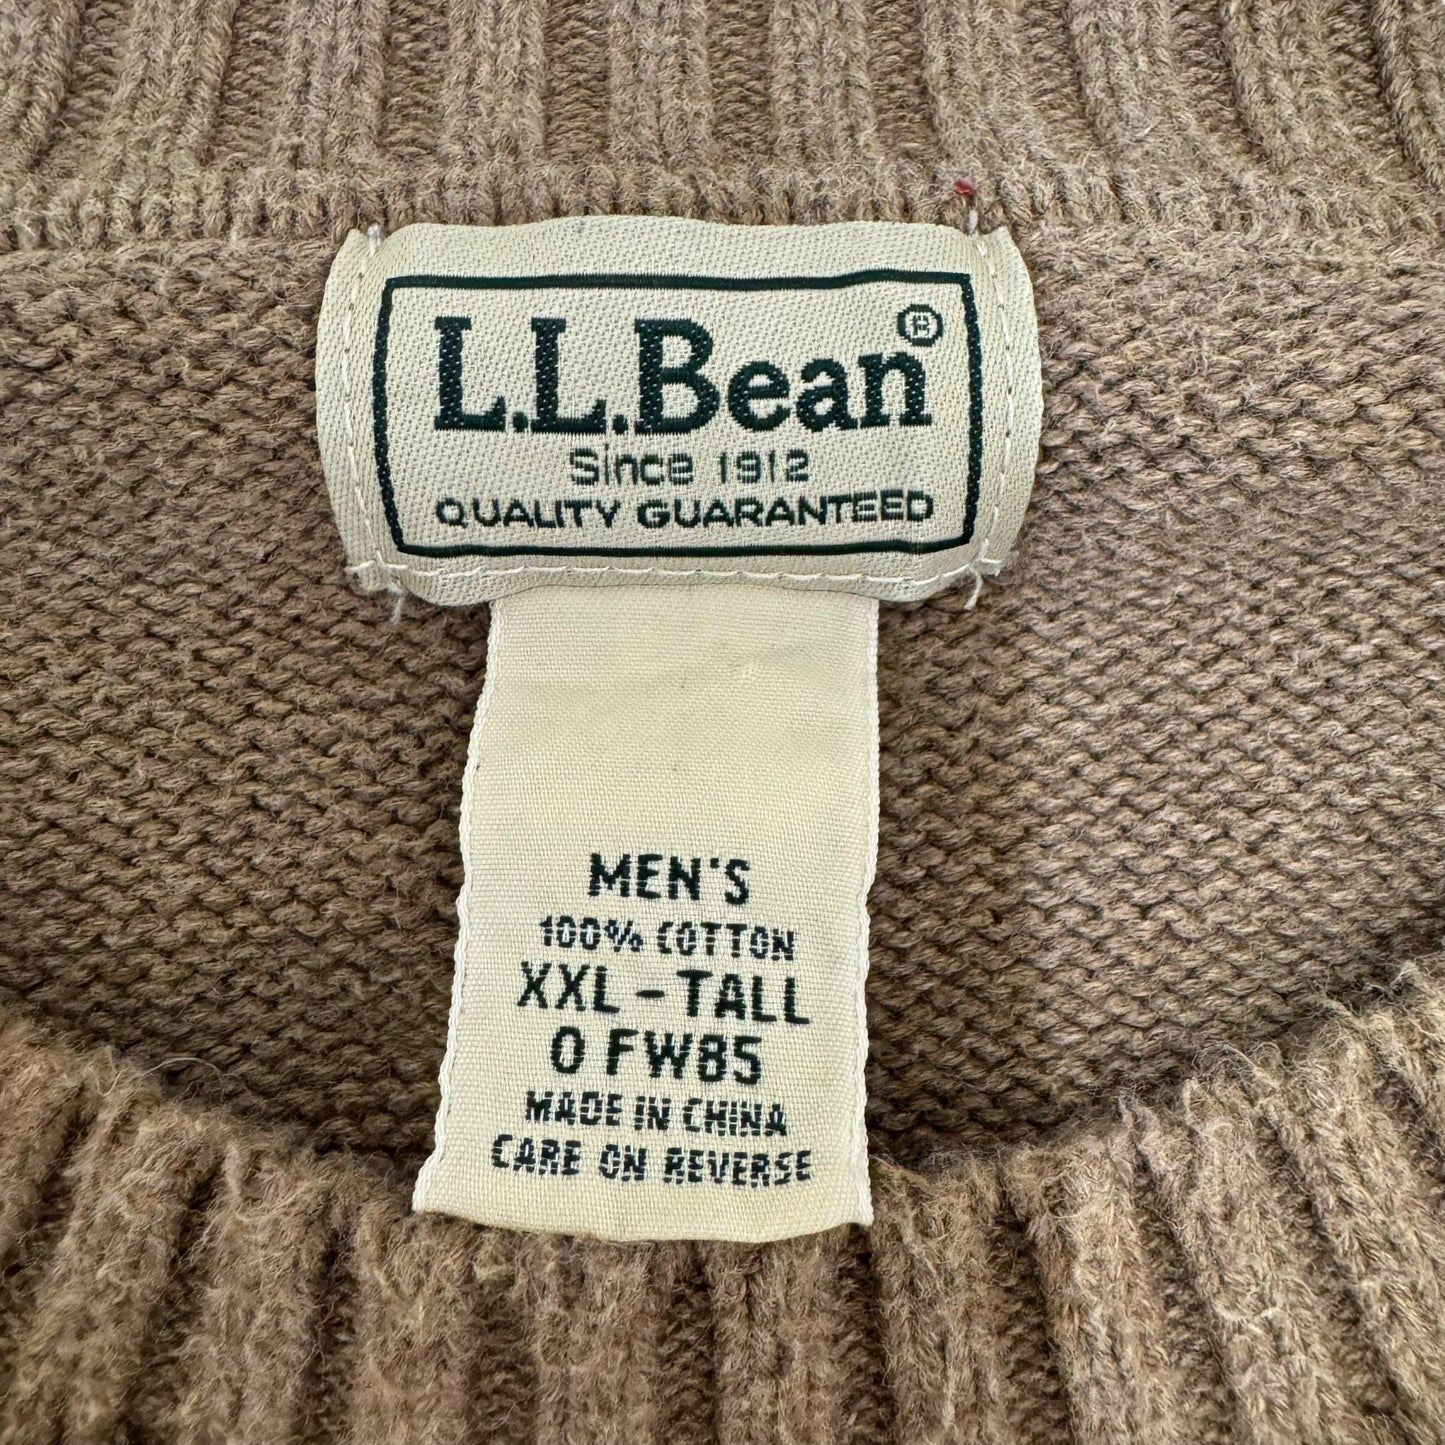 L.L.Bean®
Since 1912
QUALITY GUARANTEED
MEN'S
100% COTTON
XXL-TALL
0 FW85
MADE IN CHINA
CARE ON REVERSE